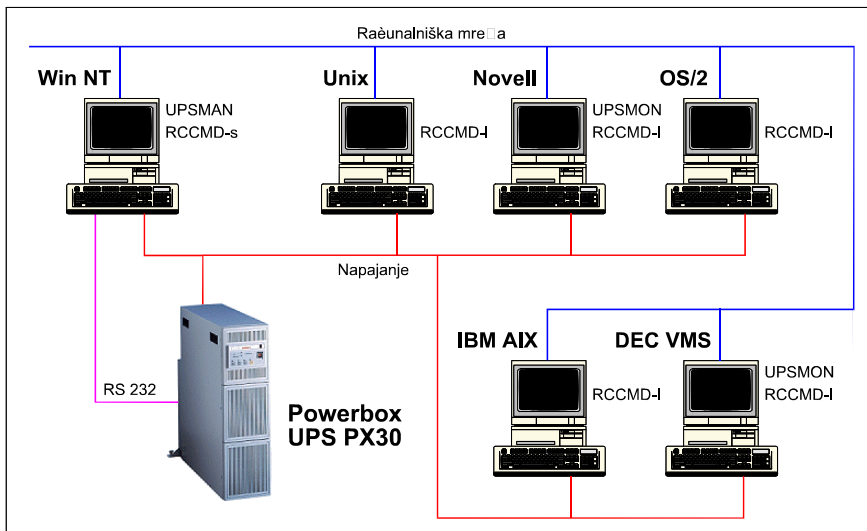 Raèunalniška mre□a
Win NT
Unix
Novell
OS/2
UPSMAN
RCCMD-s
RCCMD-l
UPSMON
RCCMD-l
RCCMD-l
Napajanje
IBM AIX
DEC VMS
RCCMD-l
UPSMON
RCCMD-l
RS 232
Powerbox
UPS PX30